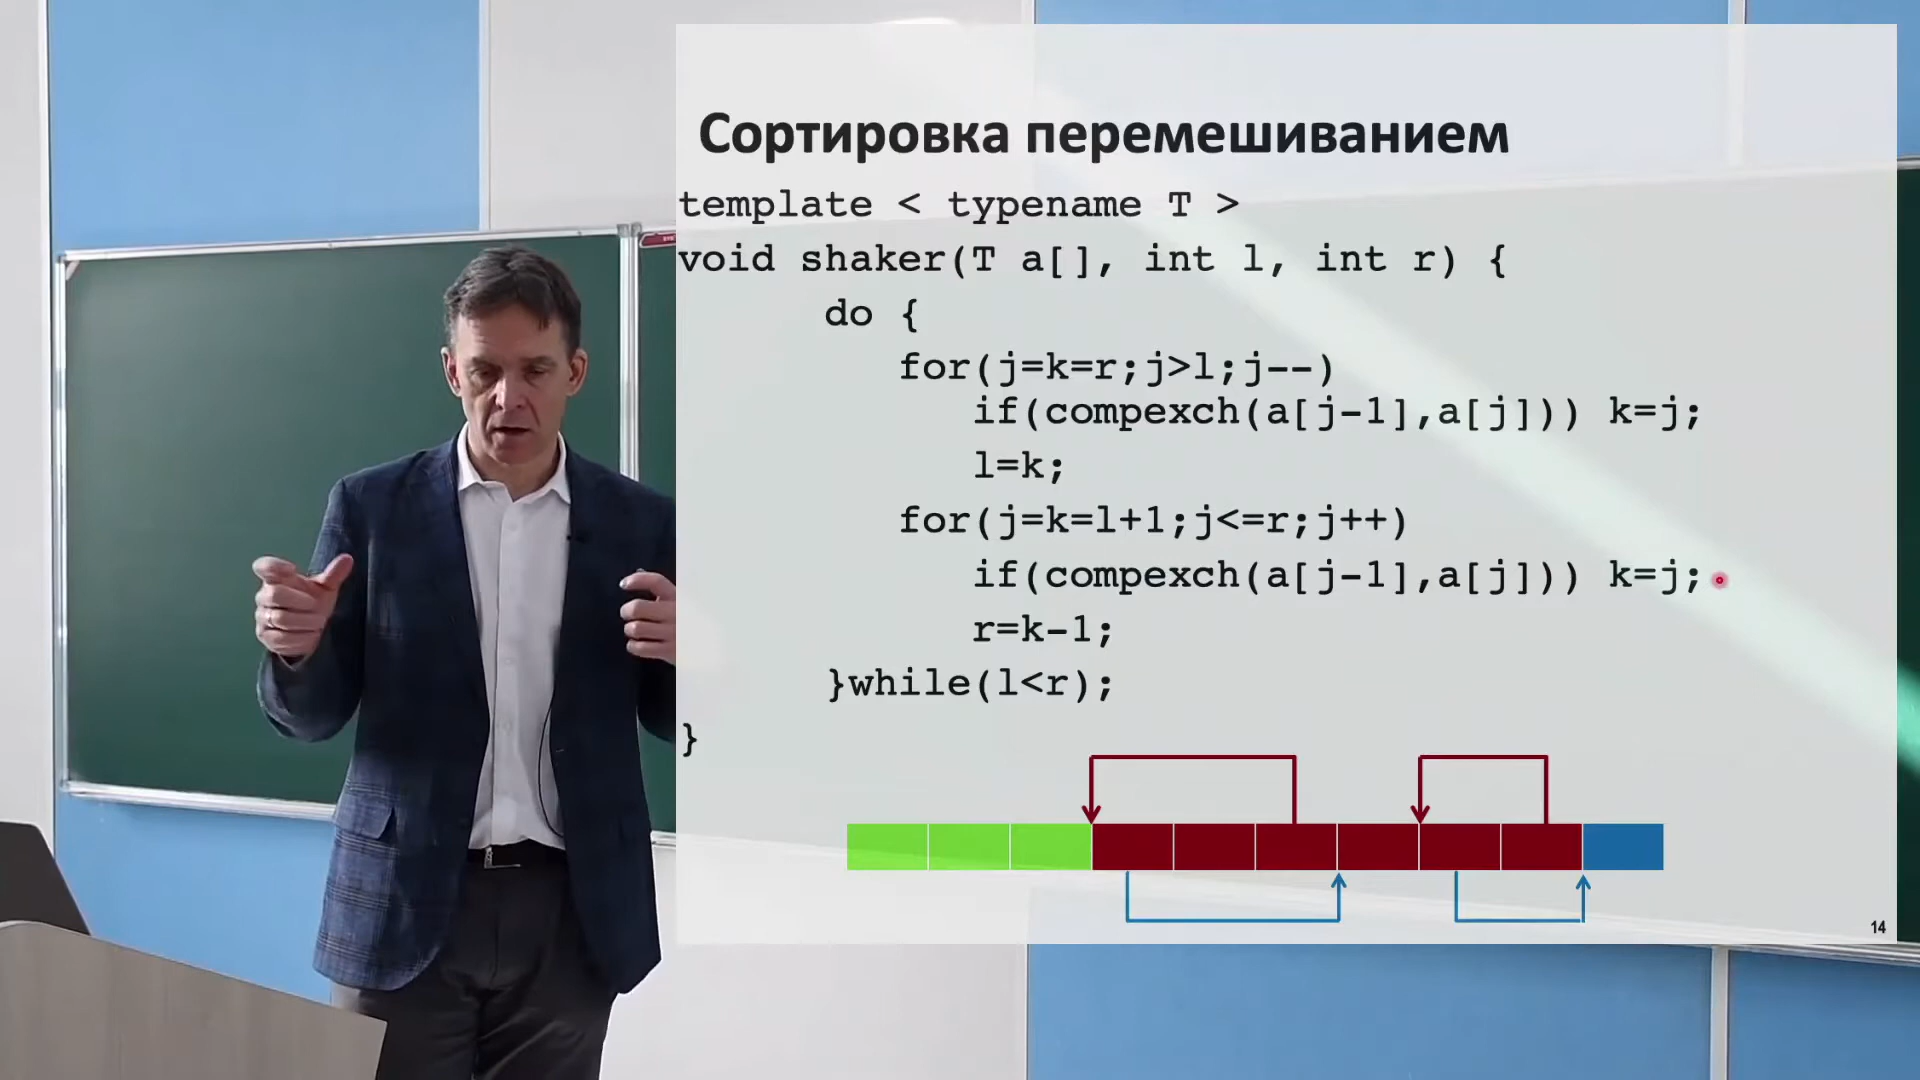 Сортировка перемешиванием
template < typename T >
void shaker(T a[], int l, int r) {
do {
for(j=k=r;j>l;j--)
if(compexch(a[j-1],a[j])) k=j;
l=k;
for(j=k=l+1;j<=r;j++)
if(compexch(a[j-1],a[j])) k=j;
r=k-1;
}while(l<r);
}
14